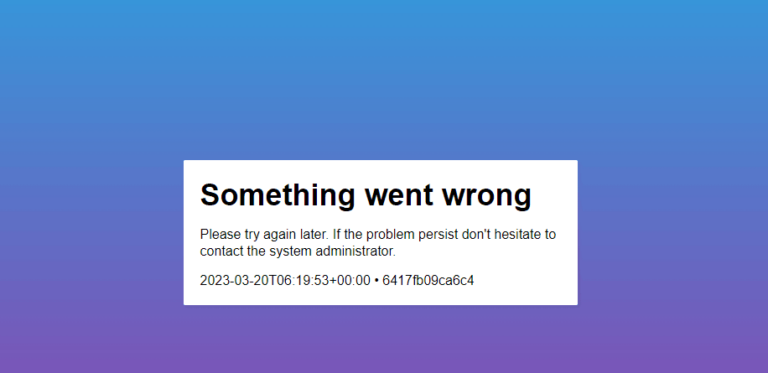 Something went wrong
Please try again later. If the problem persist don't hesitate to
contact the system administrator.
2023-03-20T06:19:53+00:00 • 6417fb09ca6c4